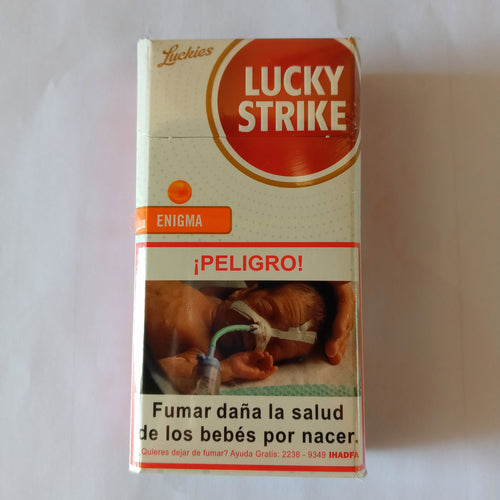 Luckies
LUCKY
STRIKE
ENIGMA
¡PELIGRO!
Fumar daña la salud
de los bebés por nacer.
¿Quieres dejar de fumar? Ayuda Gratis: 2238 - 9349 IHADFA